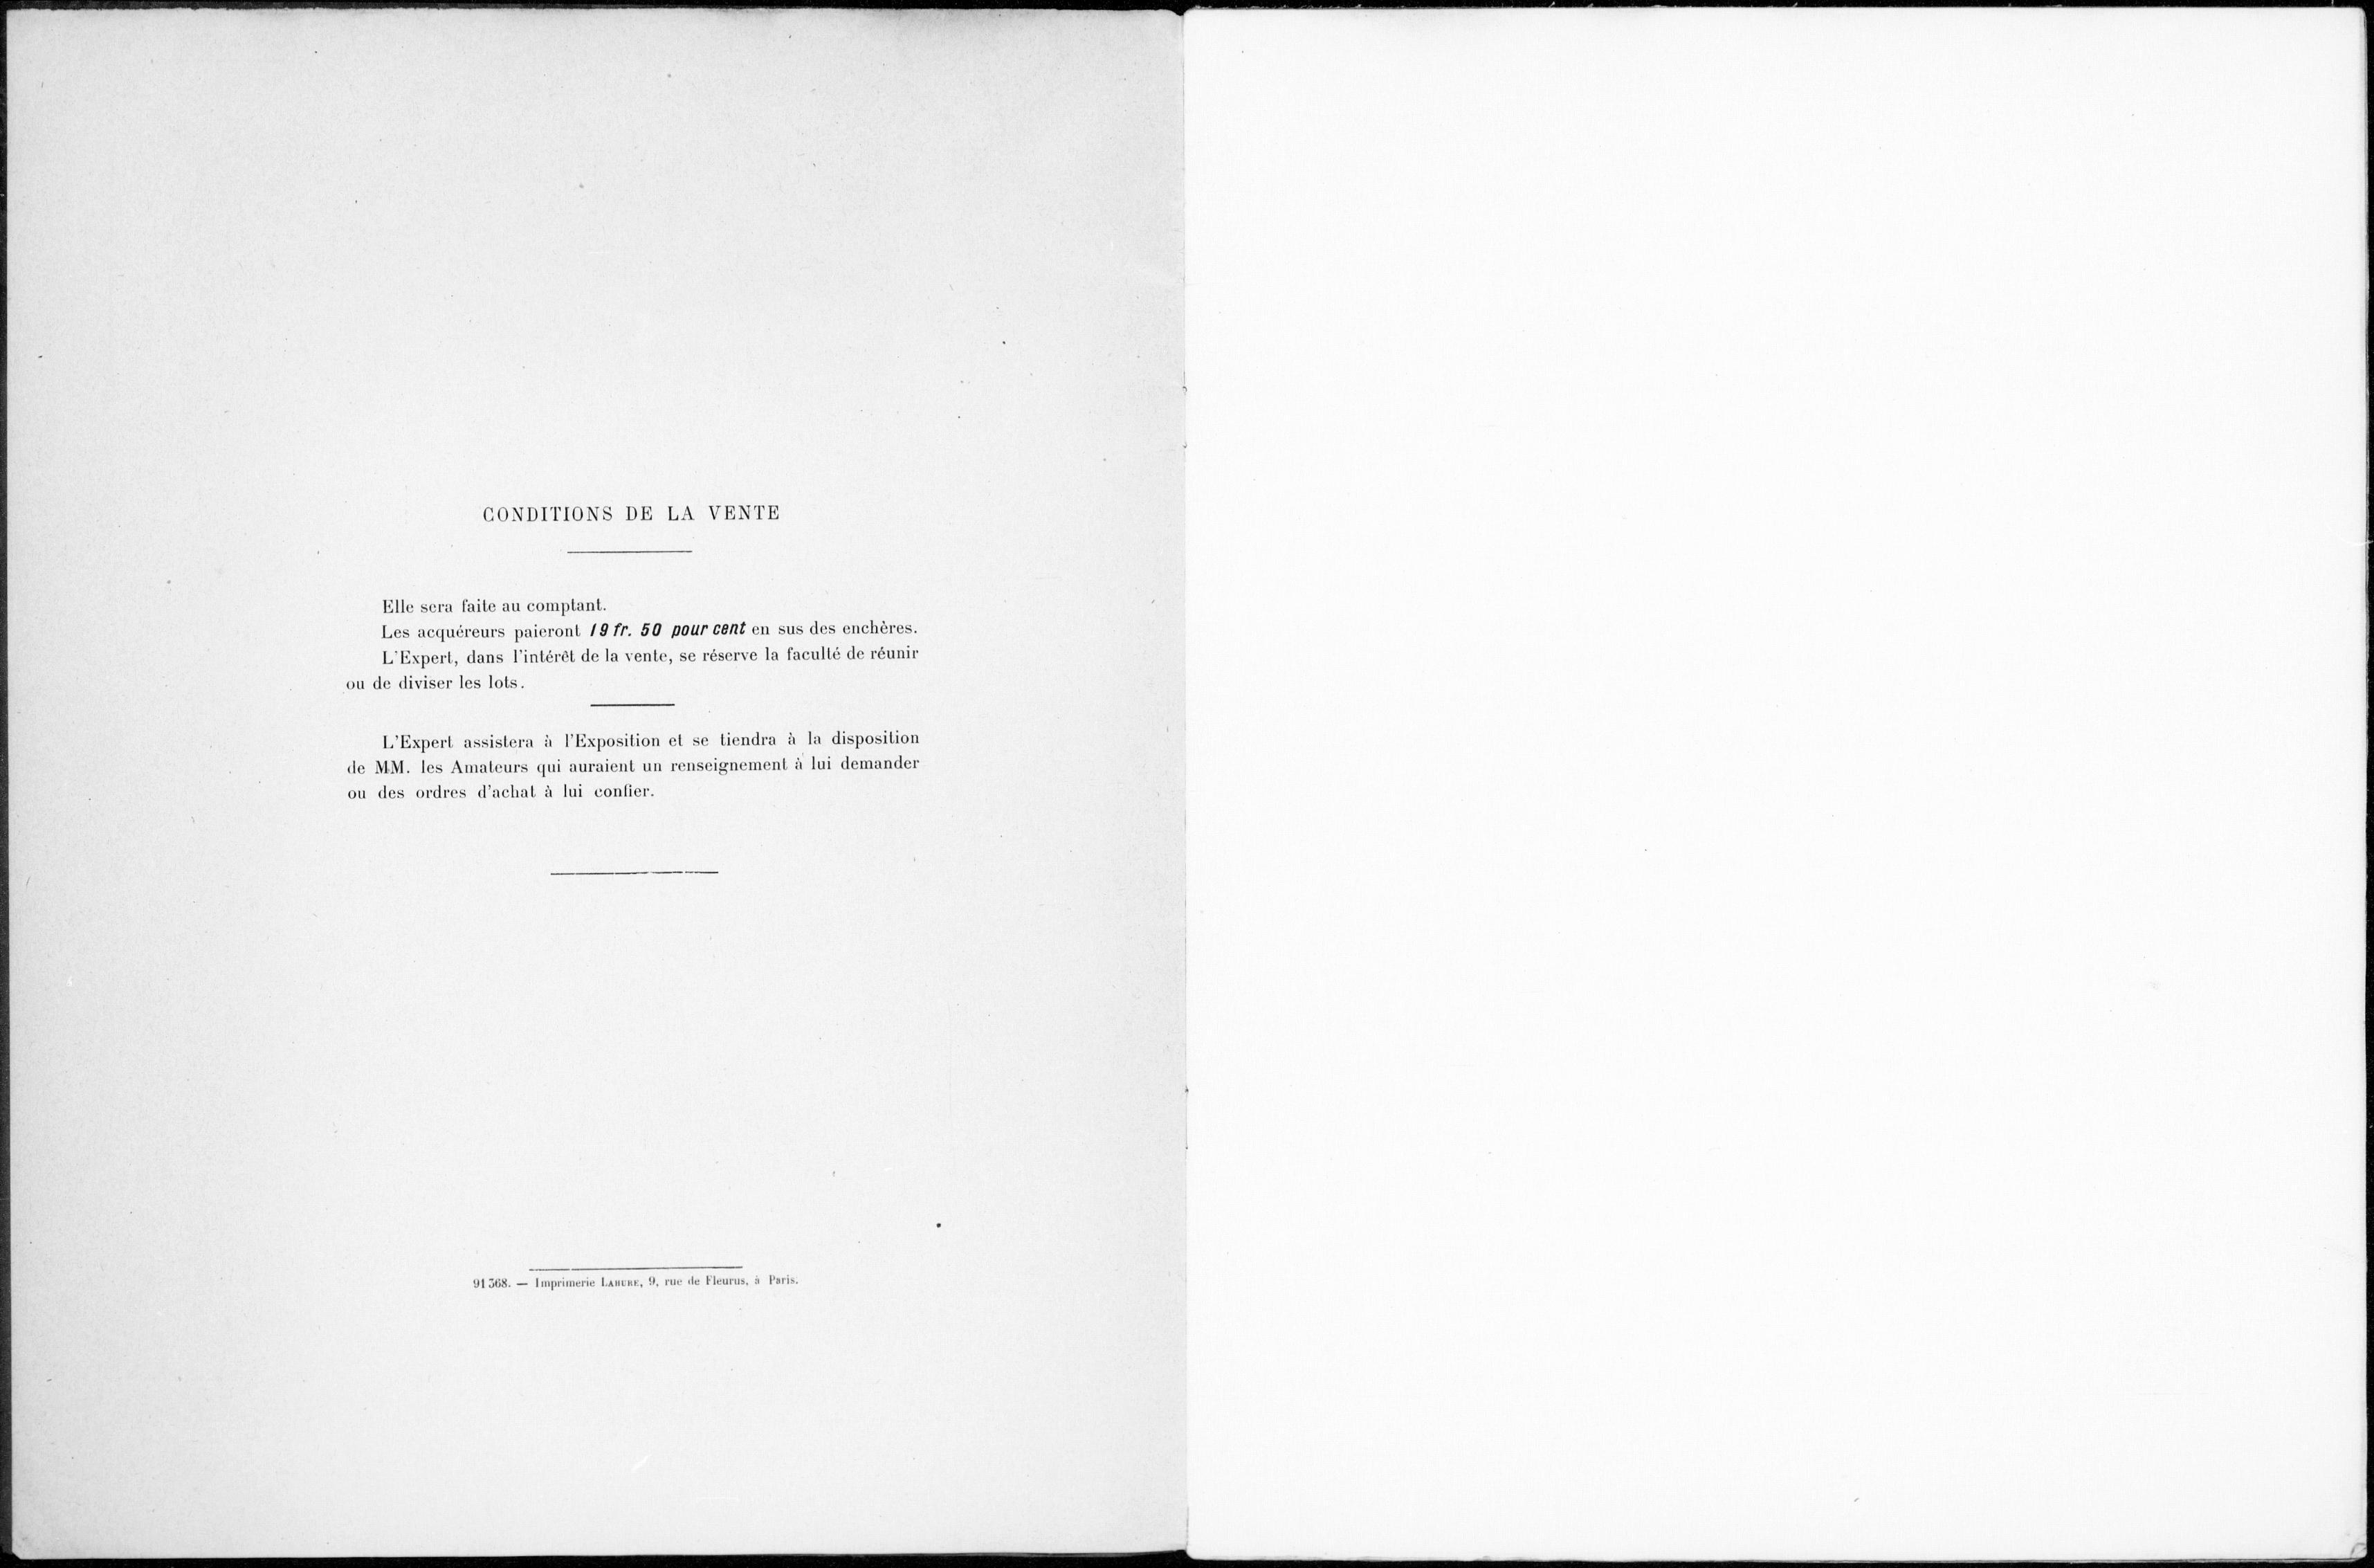 CONDITIONS DE LA VENTE
Elle sera faite au comptant.
Les acquéreurs paieront 19 fr. 50 pour cent en sus des enchères.
L'Expert, dans l'intérêt de la vente, se réserve la faculté de réunir
ou de diviser les lots.
L'Expert assistera à l'Exposition et se tiendra à la disposition
de MM. les Amateurs qui auraient un renseignement à lui demander
ou des ordres d'achat à lui confier.
91368. — Imprimerie LAHURE, 9, rue de Fleurus, à Paris.